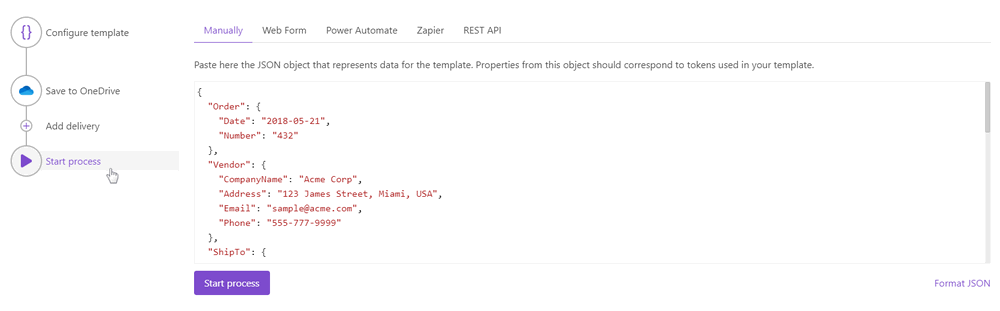 {}
Configure template
Save to OneDrive
Add delivery
Start process
Manually Web Form Power Automate Zapier REST API
Paste here the JSON object that represents data for the template. Properties from this object should correspond to tokens used in your template.
{
"Order": {
"Date": "2018-05-21",
"Number": "432"
},
"Vendor": {
"CompanyName": "Acme Corp",
"Address": "123 James Street, Miami, USA",
"Email": "sample@acme.com",
"Phone": "555-777-9999"
},
"ShipTo": {
Start process
Format JSON